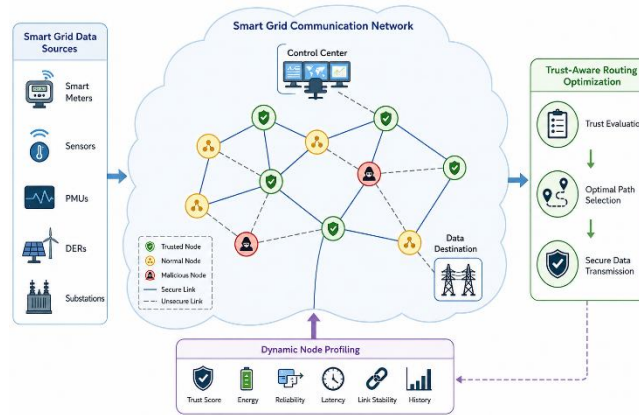 Smart Grid Data
Sources
Smart
Meters
Sensors
PMUs
DERs
Substations
Smart Grid Communication Network
Control Center
Trusted Node
Normal Node
Malicious Node
Secure Link
Unsecure Link
Data
Destination
Trust-Aware Routing
Optimization
Trust Evaluation
Optimal Path
Selection
Secure Data
Transmission
Dynamic Node Profiling
Trust Score
Energy
Reliability
Latency
Link Stability
History